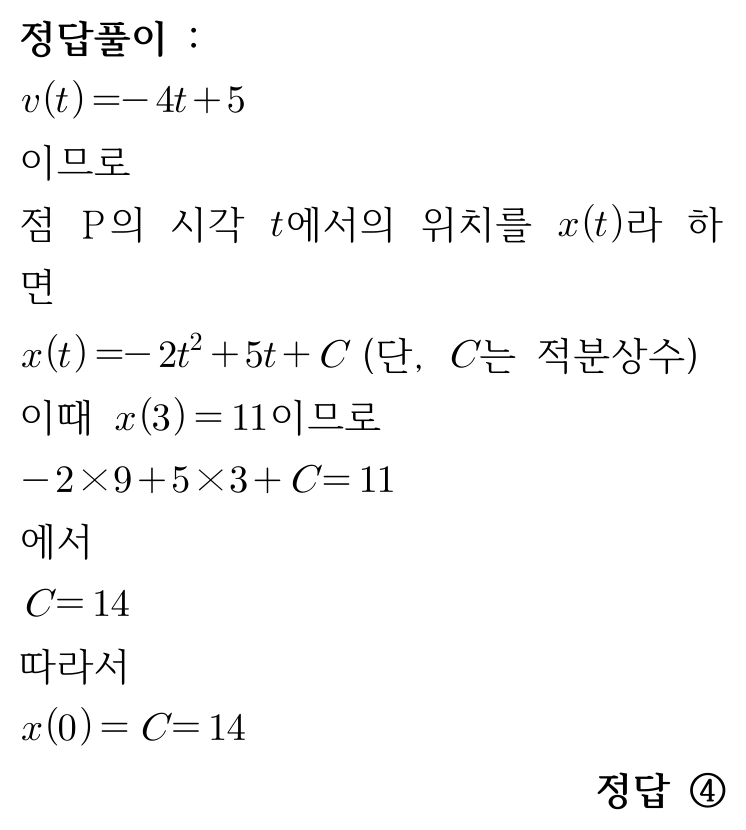 정답풀이 :
v(t)=-4t+5
이므로
점 P의 시각 t에서의 위치를 x(t)라 하
면
x(t)=-2t²+5t+C (단, C는 적분상수)
이때 x(3)=11이므로
-2×9+5×3+C=11
에서
C=14
따라서
x(0)=C=14
정답 ④